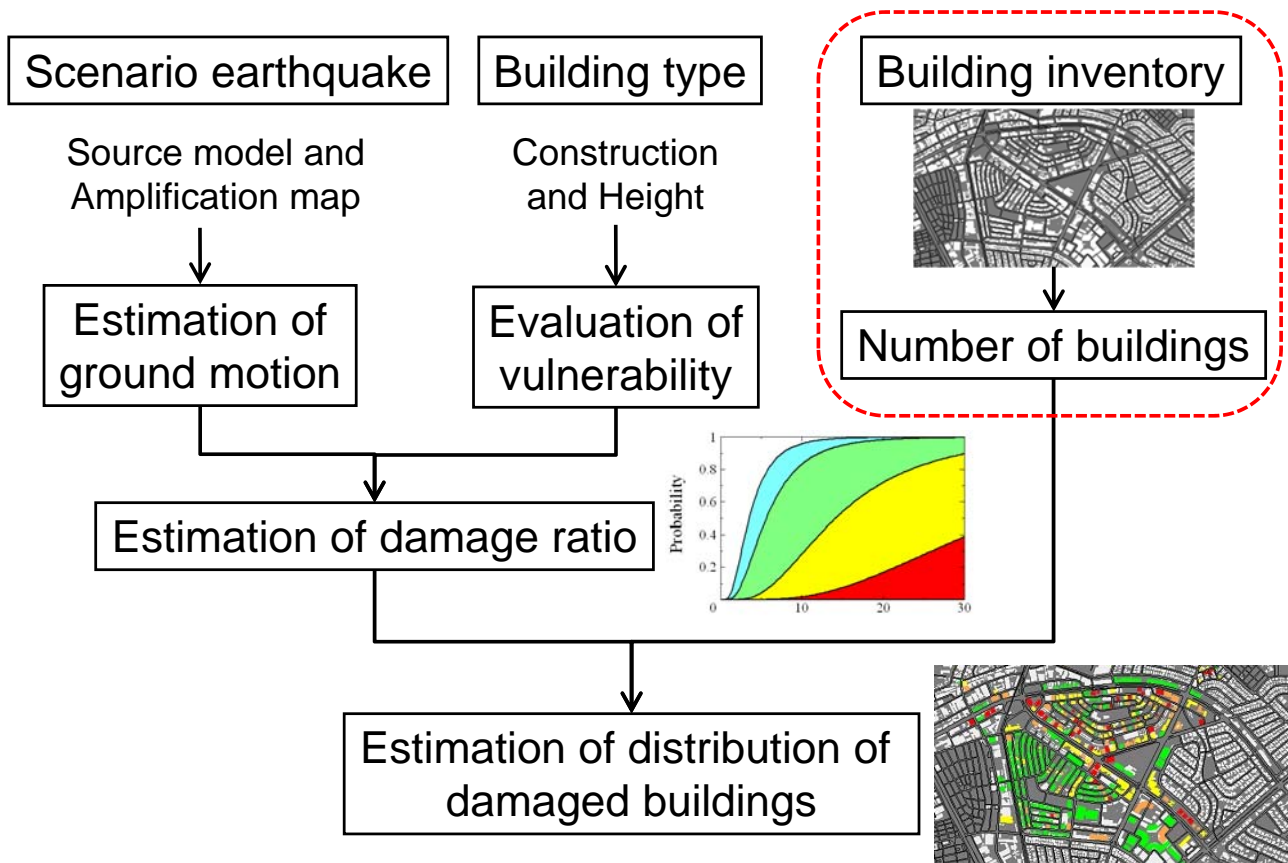 Scenario earthquake
Building type
Building inventory
Source model and
Amplification map
Construction
and Height
Estimation of
ground motion
Evaluation of
vulnerability
Number of buildings
Estimation of damage ratio
Probability
1
0.8
0.6
0.4
0.2
0
10
20
30
Estimation of distribution of
damaged buildings